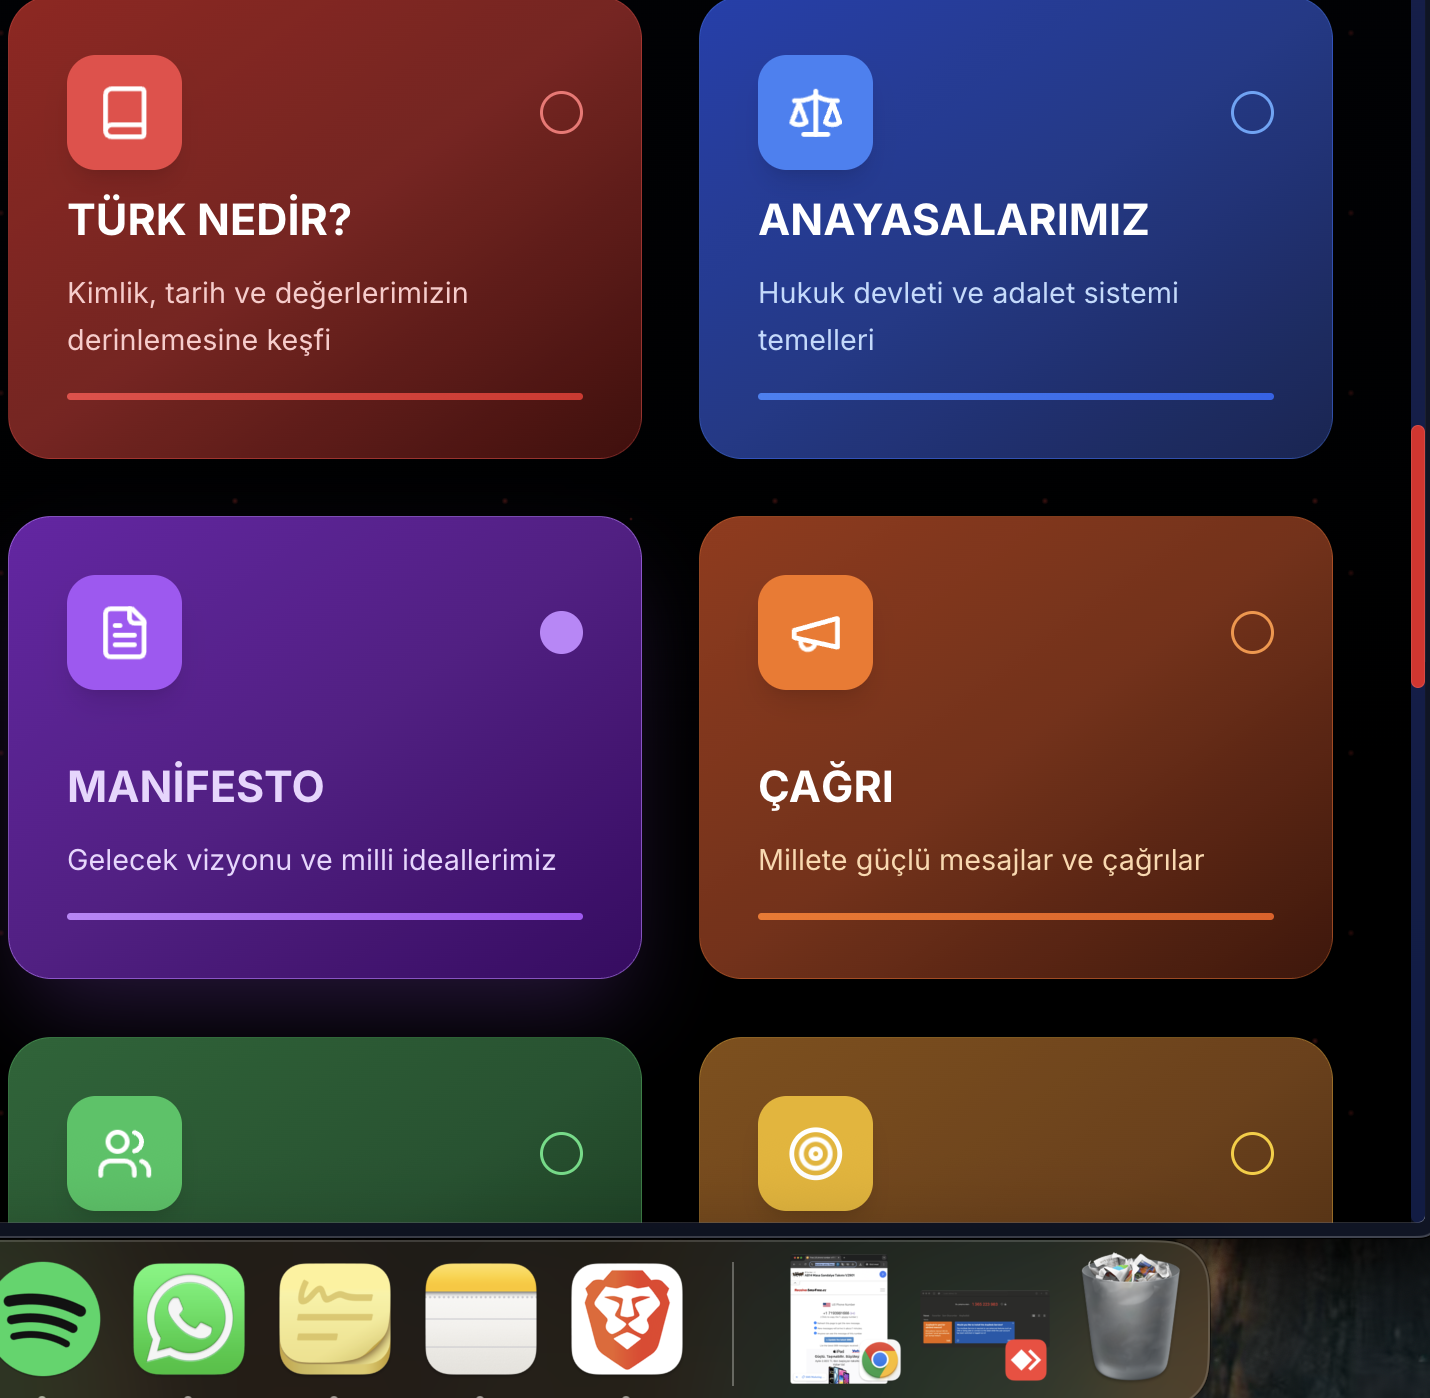 TÜRK NEDİR?
Kimlik, tarih ve değerlerimizin
derinlemesine keşfi
ANAYASALARIMIZ
Hukuk devleti ve adalet sistemi
temelleri
MANİFESTO
Gelecek vizyonu ve milli ideallerimiz
ÇAĞRI
Millete güçlü mesajlar ve çağrılar